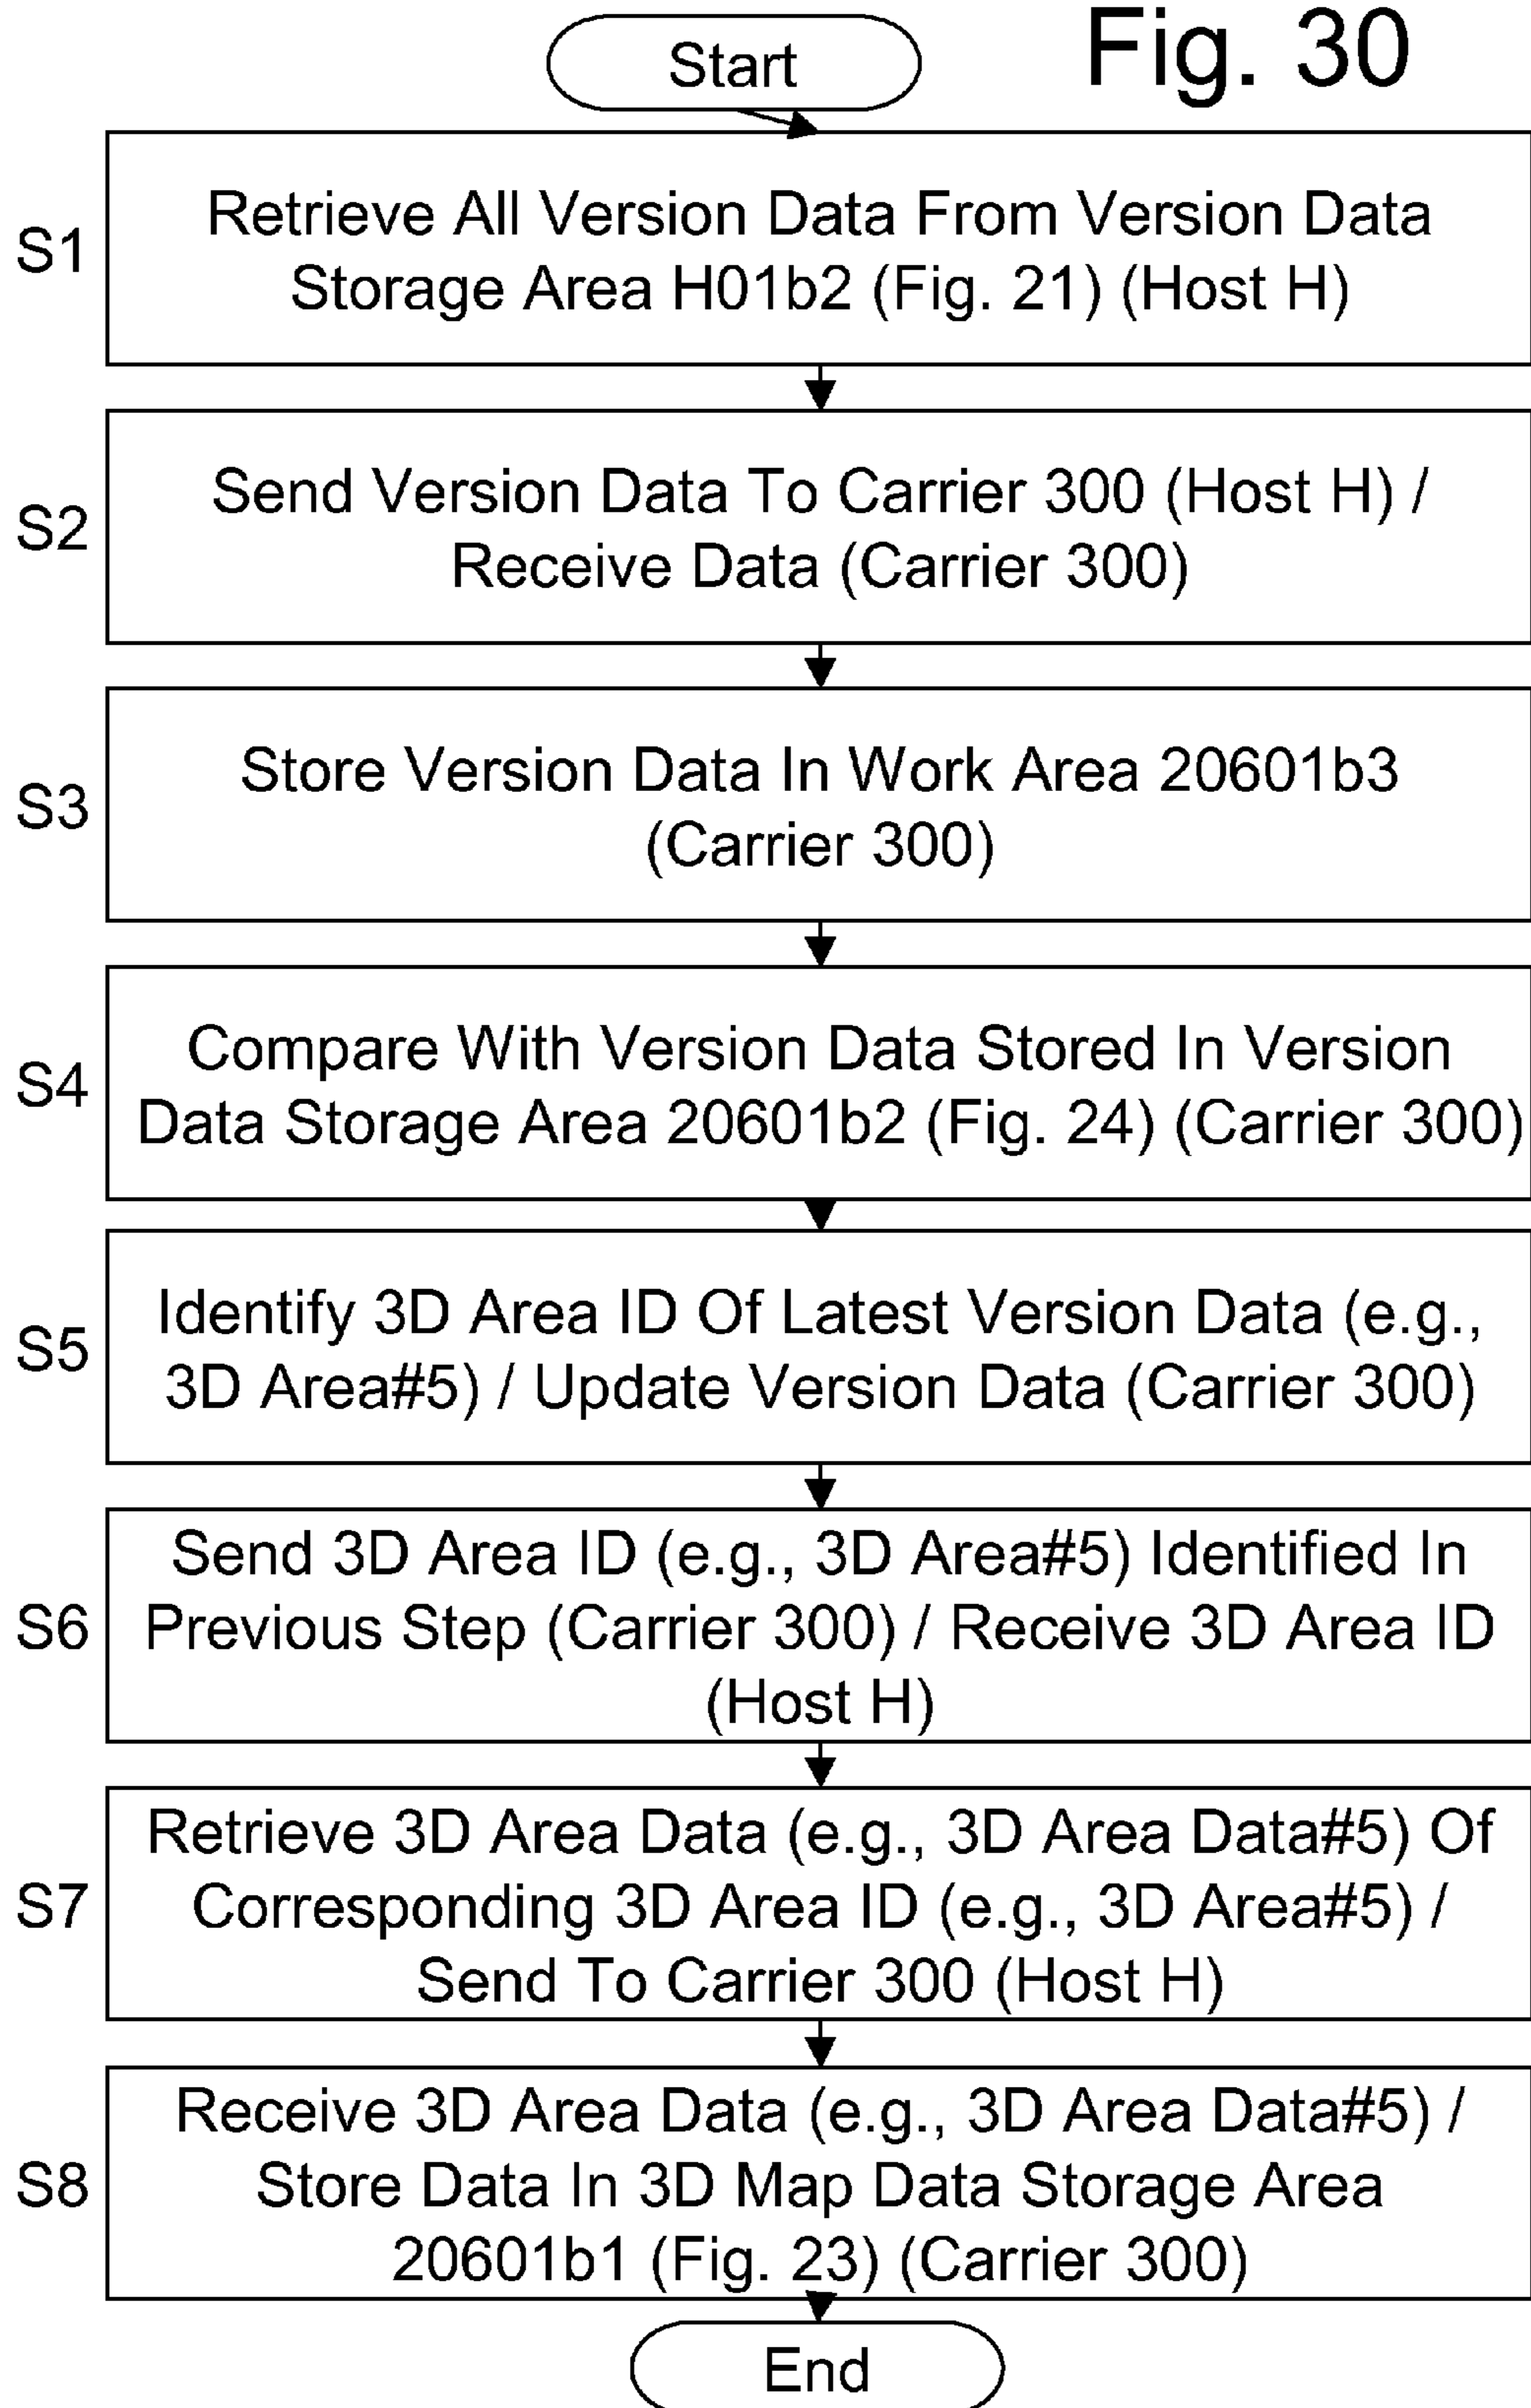 Fig. 30
Start
S1
Retrieve All Version Data From Version Data
Storage Area H01b2 (Fig. 21) (Host H)
S2
Send Version Data To Carrier 300 (Host H) /
Receive Data (Carrier 300)
S3
Store Version Data In Work Area 20601b3
(Carrier 300)
S4
Compare With Version Data Stored In Version
Data Storage Area 20601b2 (Fig. 24) (Carrier 300)
S5
Identify 3D Area ID Of Latest Version Data (e.g.,
3D Area#5) / Update Version Data (Carrier 300)
S6
Send 3D Area ID (e.g., 3D Area#5) Identified In
Previous Step (Carrier 300) / Receive 3D Area ID
(Host H)
S7
Retrieve 3D Area Data (e.g., 3D Area Data#5) Of
Corresponding 3D Area ID (e.g., 3D Area#5) /
Send To Carrier 300 (Host H)
S8
Receive 3D Area Data (e.g., 3D Area Data#5) /
Store Data In 3D Map Data Storage Area
20601b1 (Fig. 23) (Carrier 300)
End